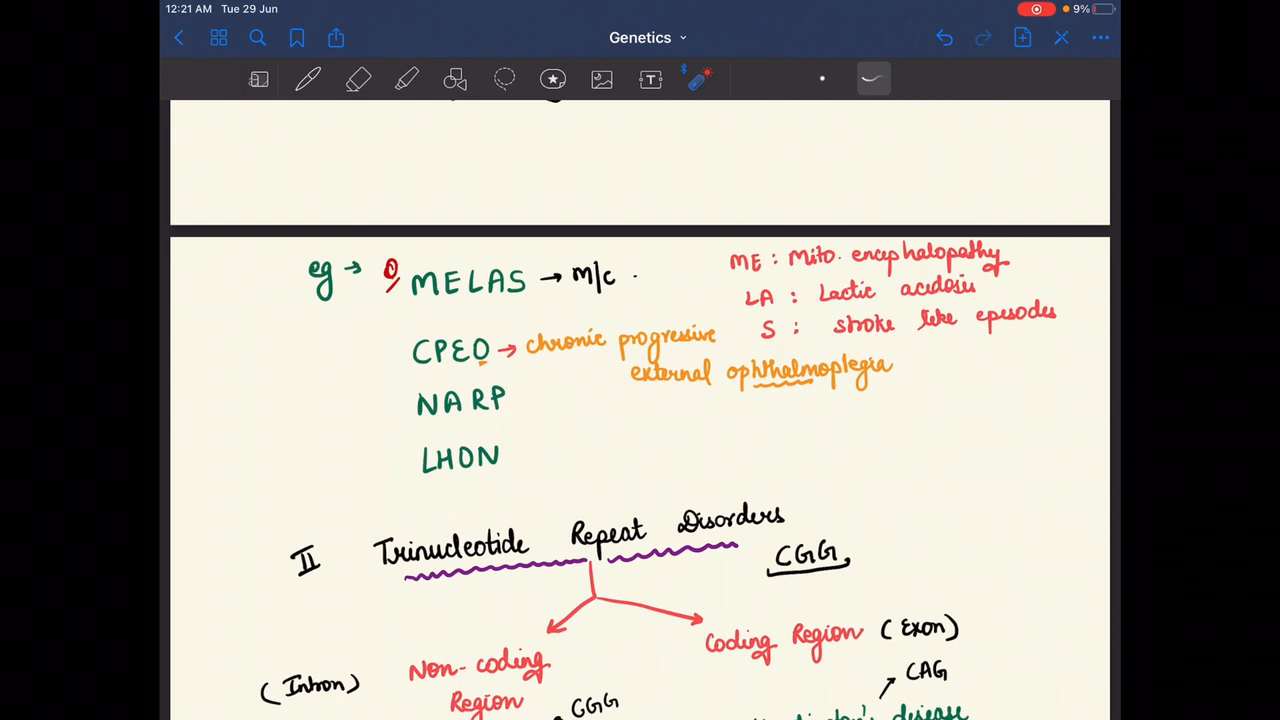 12:21 AM Tue 29 Jun
9%
Genetics
T
eg → MELAS → m/c
ME : Mito. encephalopathy
LA : Lactic acidosis
S : stroke like episodes
CPEO → chronic progressive
external ophthalmoplegia
NARP
LHON
II Trinucleotide Repeat Disorders
CGG
Coding Region (Exon)
Non-coding
Region
(Intron)
CAG
CGG
disease